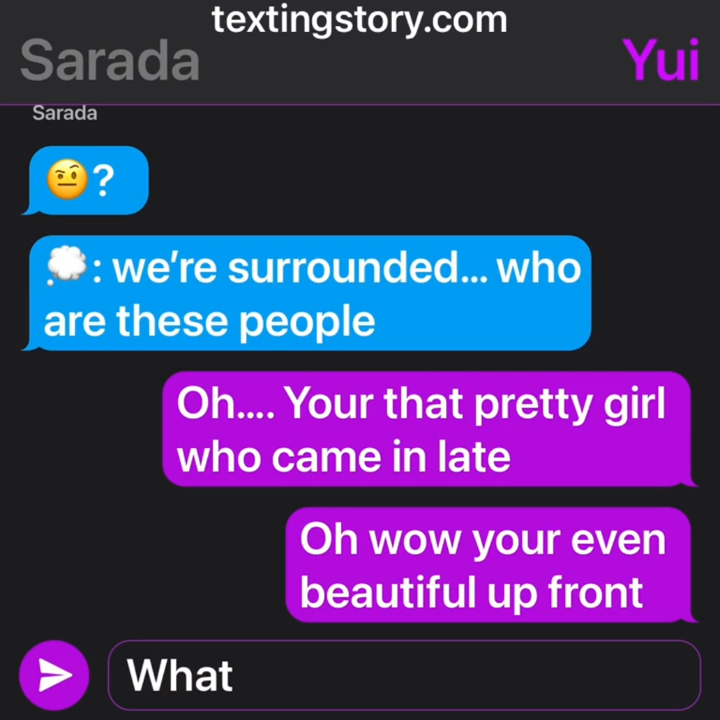 textingstory.com
Sarada
Yui
Sarada
🤨?
💭: we're surrounded... who
are these people
Oh.... Your that pretty girl
who came in late
Oh wow your even
beautiful up front
What